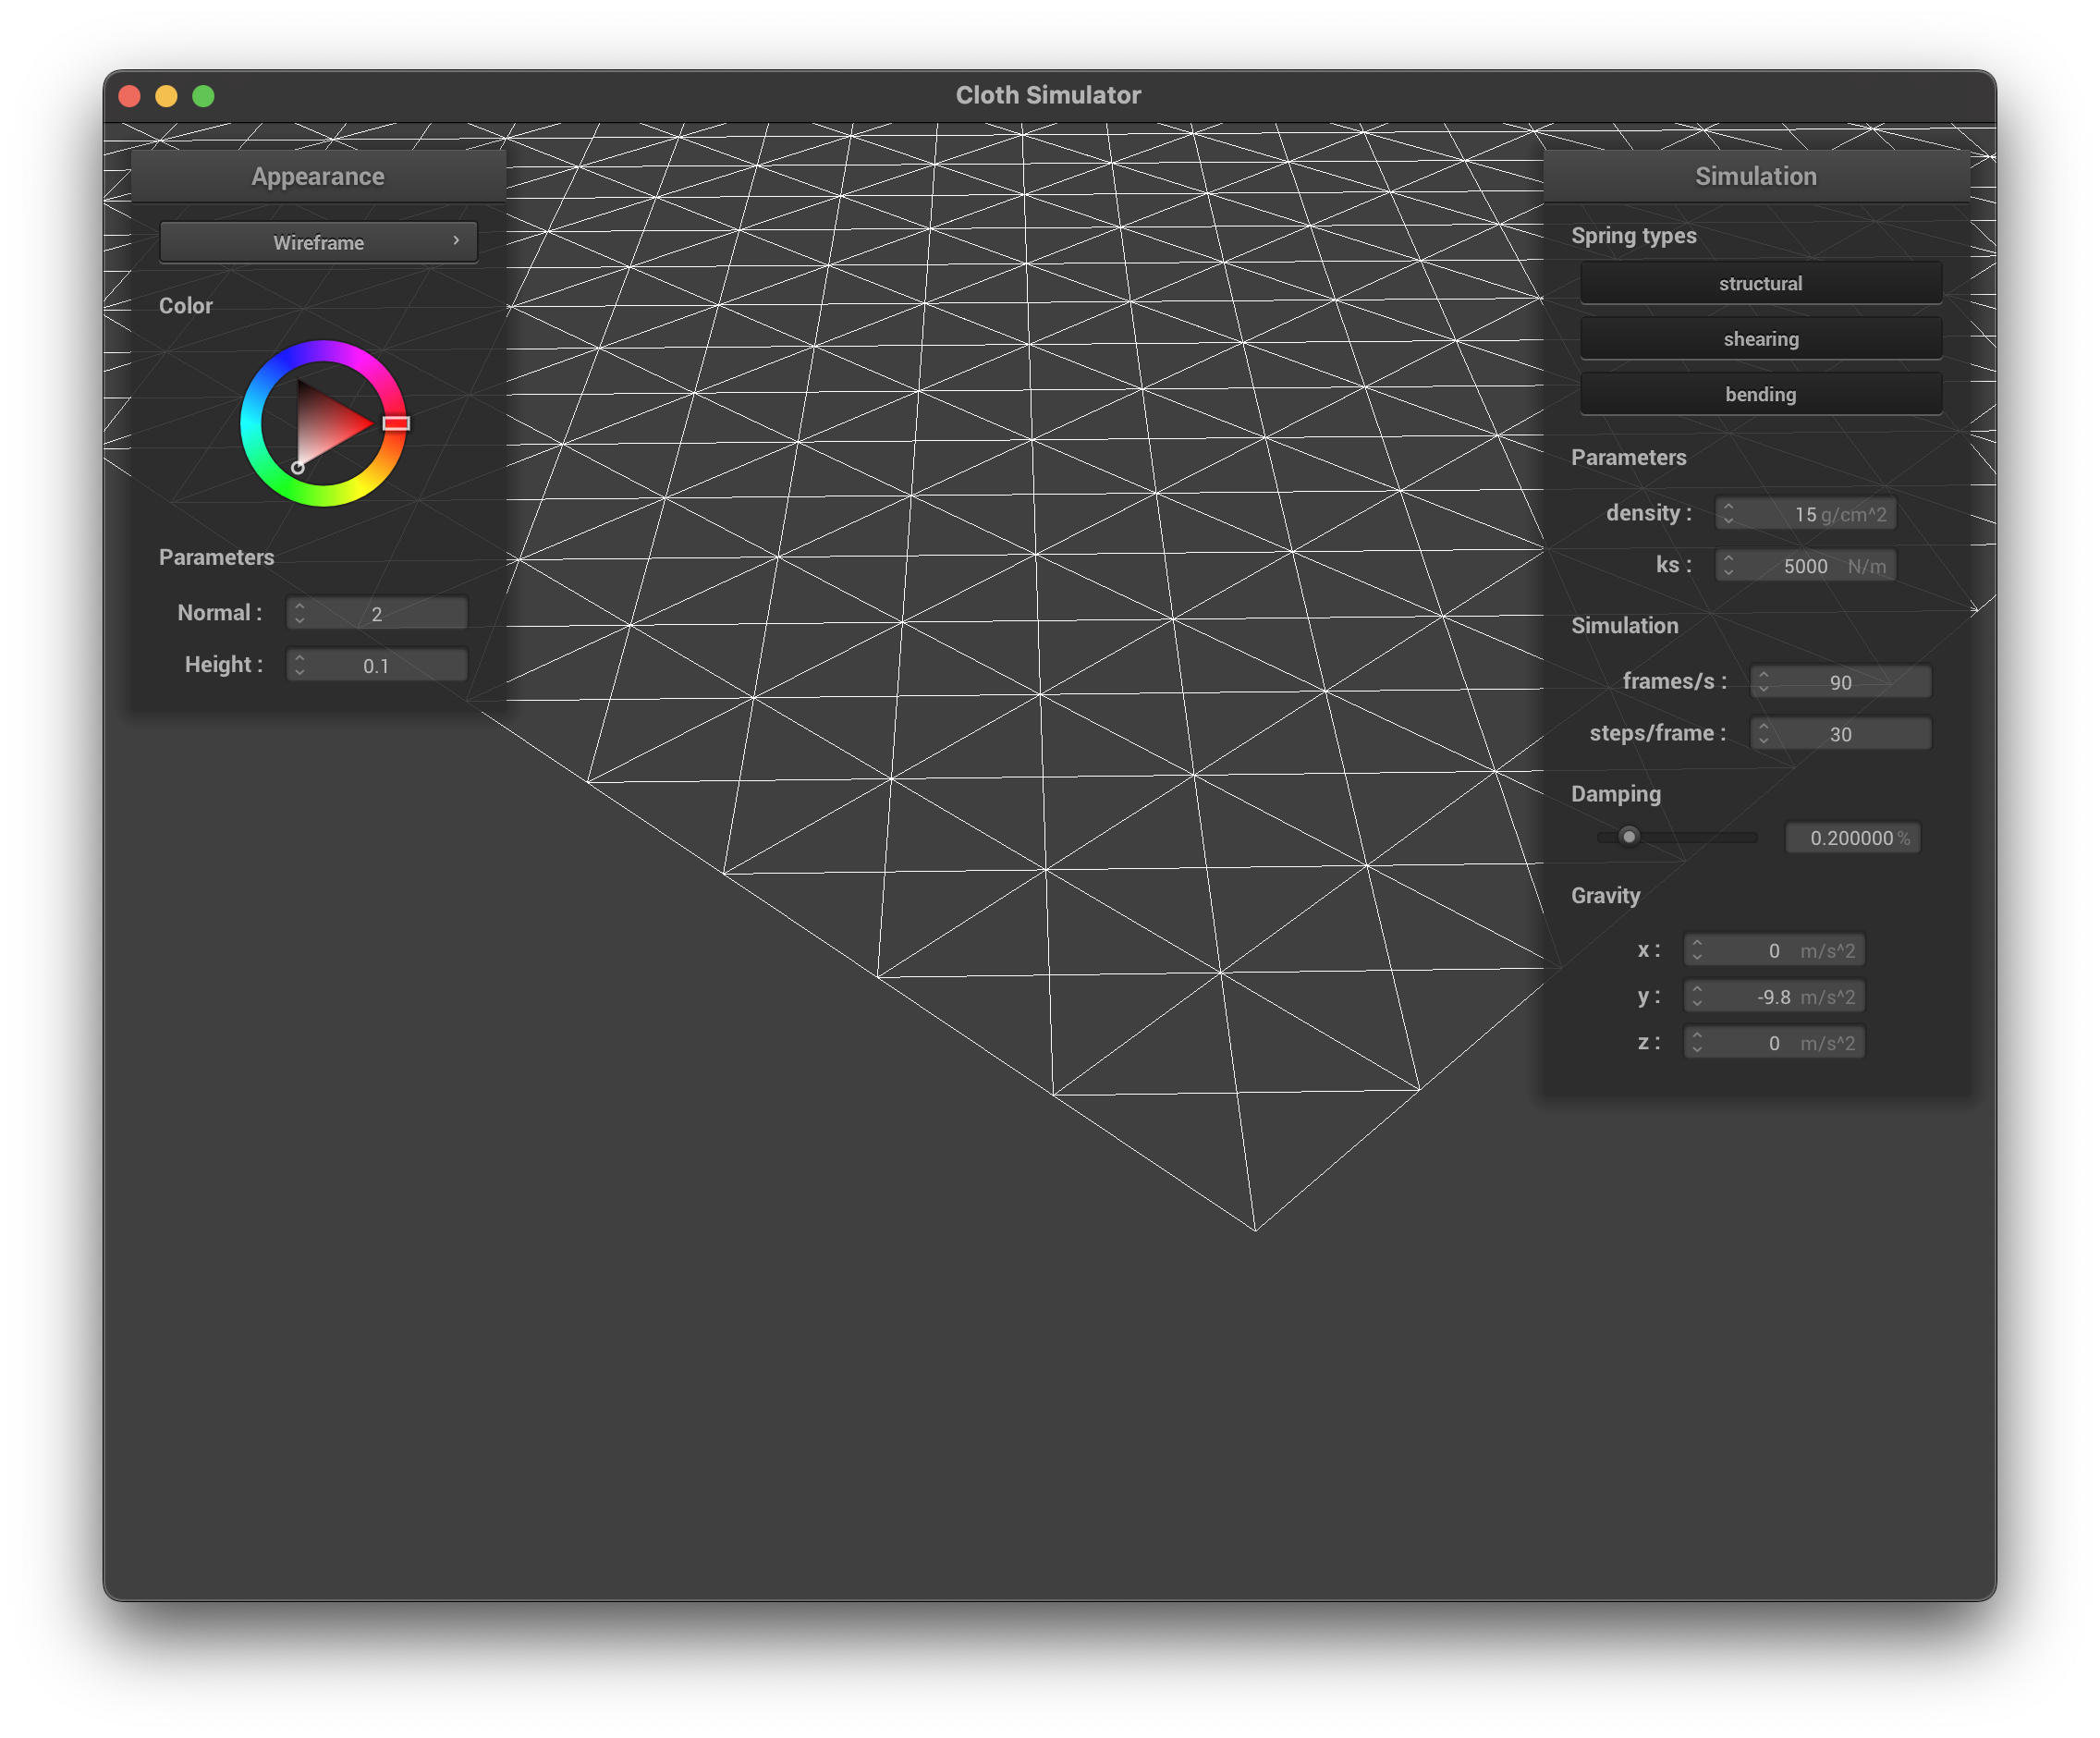 Cloth Simulator
Appearance
Wireframe
Color
Parameters
Normal : 2
Height : 0.1
Simulation
Spring types
structural
shearing
bending
Parameters
density : 15 g/cm^2
ks : 5000 N/m
Simulation
frames/s : 90
steps/frame : 30
Damping
0.200000 %
Gravity
x : 0 m/s^2
y : -9.8 m/s^2
z : 0 m/s^2